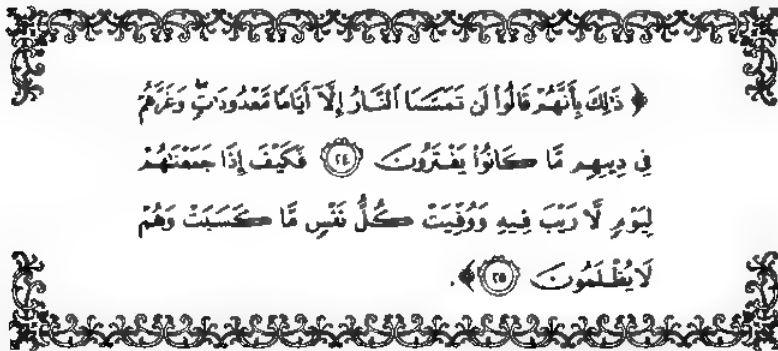 ﴿ ذَٰلِكَ بِأَنَّهُمْ قَالُوا۟ لَن تَمَسَّنَا ٱلنَّارُ إِلَّآ أَيَّامًا مَّعْدُودَٰتٍۢ ۖ وَغَرَّهُمْ
فِى دِينِهِم مَّا كَانُوا۟ يَفْتَرُونَ ٢٤ فَكَيْفَ إِذَا جَمَعْنَٰهُمْ
لِيَوْمٍۢ لَّا رَيْبَ فِيهِ وَوُفِّيَتْ كُلُّ نَفْسٍۢ مَّا كَسَبَتْ وَهُمْ
لَا يُظْلَمُونَ ٢٥ ﴾.